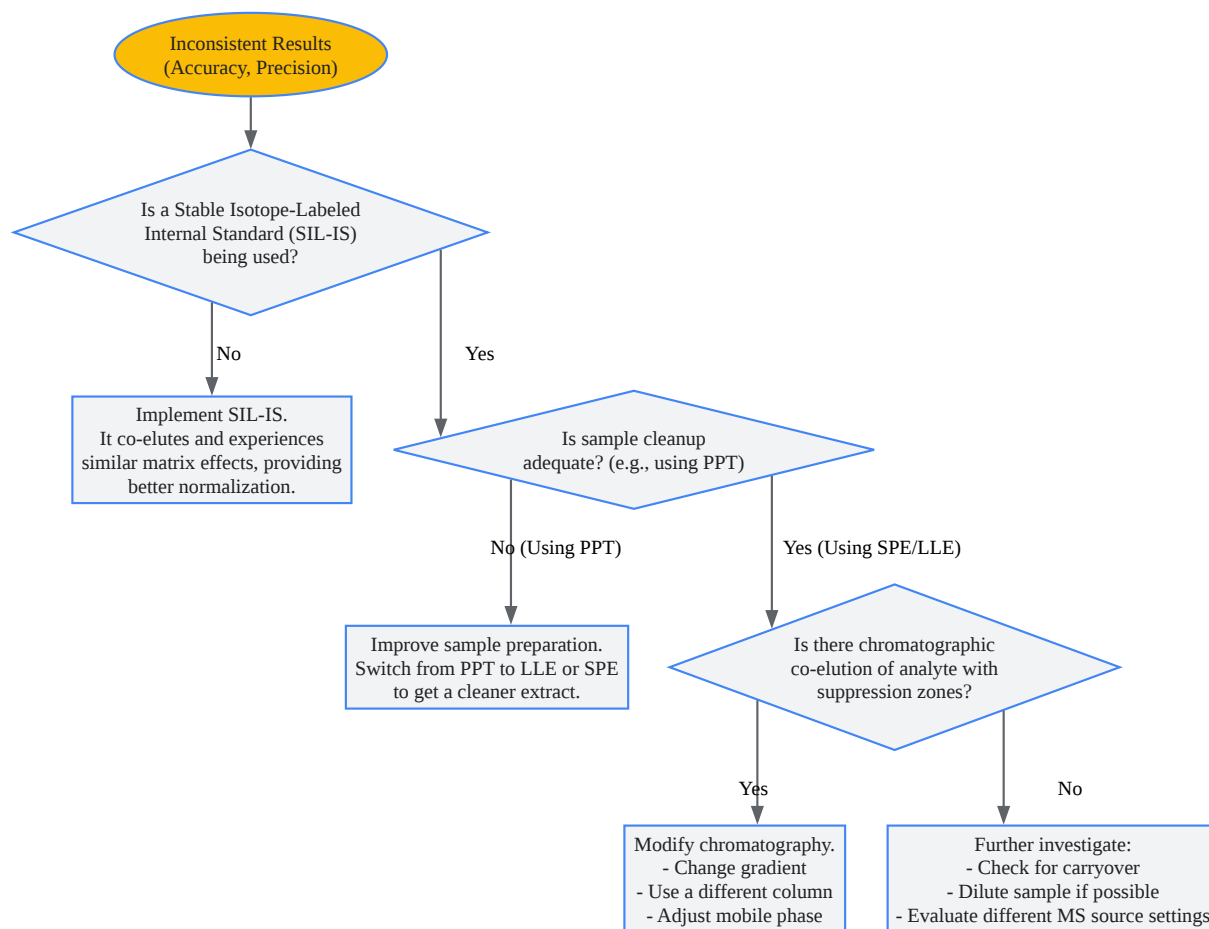 Inconsistent Results
(Accuracy, Precision)
Is a Stable Isotope-Labeled
Internal Standard (SIL-IS)
being used?
No
Yes
Implement SIL-IS.
It co-elutes and experiences
similar matrix effects, providing
better normalization.
Is sample cleanup
adequate? (e.g., using PPT)
No (Using PPT)
Yes (Using SPE/LLE)
Improve sample preparation.
Switch from PPT to LLE or SPE
to get a cleaner extract.
Is there chromatographic
co-elution of analyte with
suppression zones?
Yes
No
Modify chromatography.
- Change gradient
- Use a different column
- Adjust mobile phase
Further investigate:
- Check for carryover
- Dilute sample if possible
- Evaluate different MS source settings